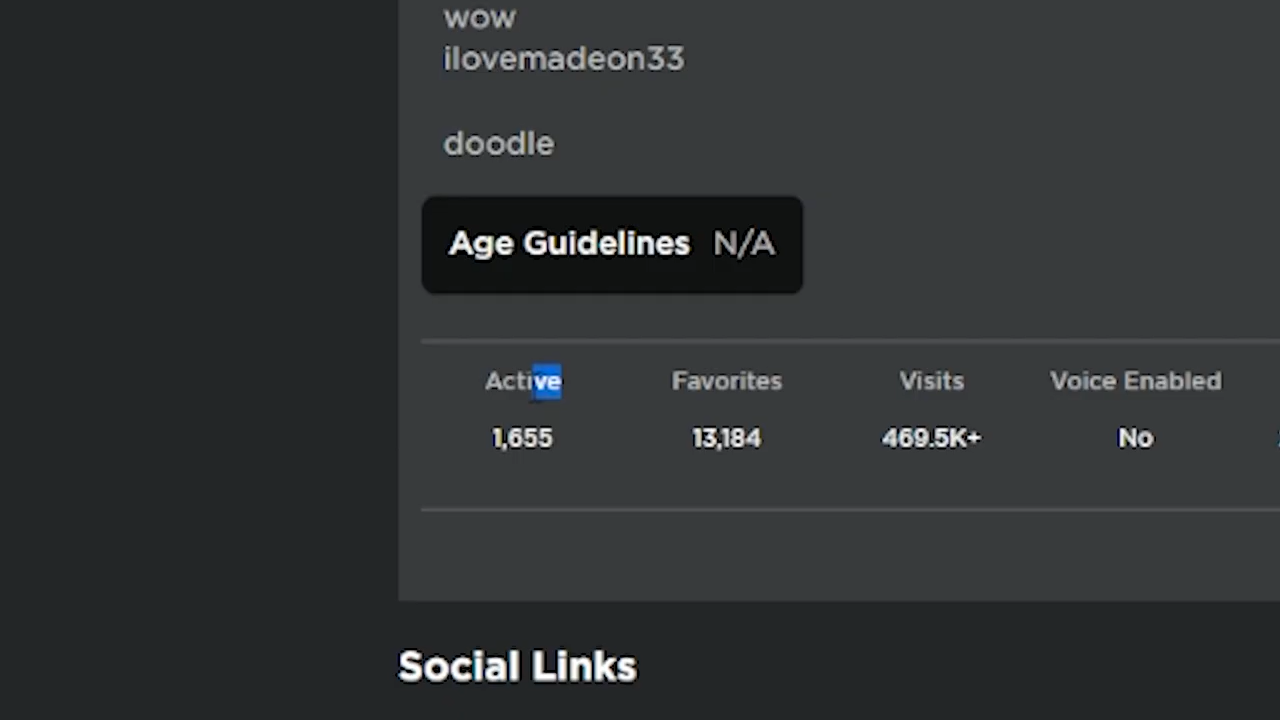 wow
ilovemadeon33
doodle
Age Guidelines N/A
Active Favorites Visits Voice Enabled
1,655 13,184 469.5K+ No
Social Links